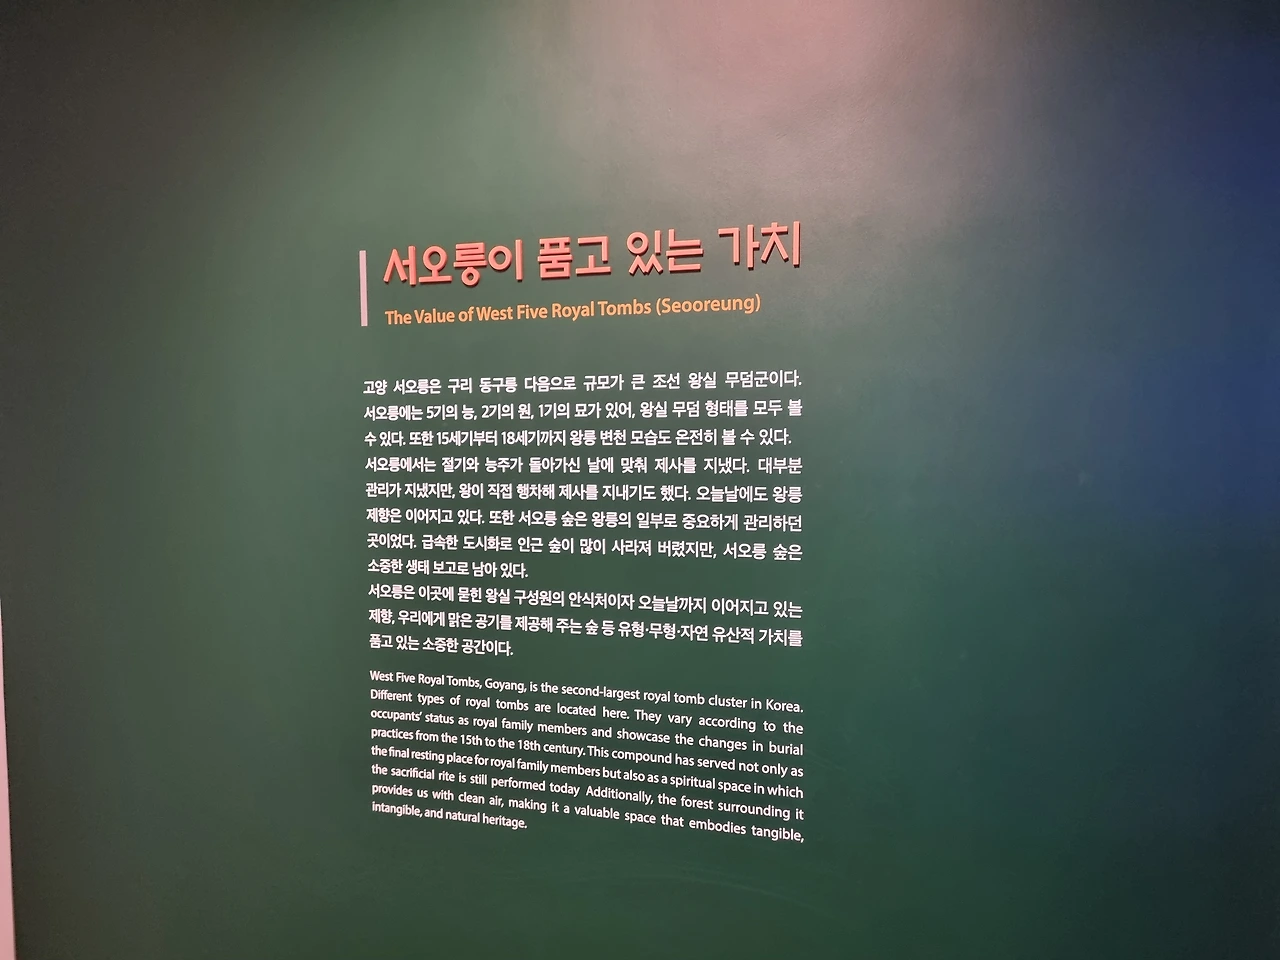 서오릉이 품고 있는 가치
The Value of West Five Royal Tombs (Seooreung)
고양 서오릉은 구리 동구릉 다음으로 규모가 큰 조선 왕실 무덤군이다.
서오릉에는 5기의 능, 2기의 원, 1기의 묘가 있어, 왕실 무덤 형태를 모두 볼
수 있다. 또한 15세기부터 18세기까지 왕릉 변천 모습도 온전히 볼 수 있다.
서오릉에서는 절기와 능주가 돌아가신 날에 맞춰 제사를 지냈다. 대부분
관리가 지냈지만, 왕이 직접 행차해 제사를 지내기도 했다. 오늘날에도 왕릉
제향은 이어지고 있다. 또한 서오릉 숲은 왕릉의 일부로 중요하게 관리하던
곳이었다. 급속한 도시화로 인근 숲이 많이 사라져 버렸지만, 서오릉 숲은
소중한 생태 보고로 남아 있다.
서오릉은 이곳에 묻힌 왕실 구성원의 안식처이자 오늘날까지 이어지고 있는
제향, 우리에게 맑은 공기를 제공해 주는 숲 등 유형·무형·자연 유산적 가치를
품고 있는 소중한 공간이다.
West Five Royal Tombs, Goyang, is the second-largest royal tomb cluster in Korea.
Different types of royal tombs are located here. They vary according to the
occupants' status as royal family members and showcase the changes in burial
practices from the 15th to the 18th century. This compound has served not only as
the final resting place for royal family members but also as a spiritual space in which
the sacrificial rite is still performed today Additionally, the forest surrounding it
provides us with clean air, making it a valuable space that embodies tangible,
intangible, and natural heritage.